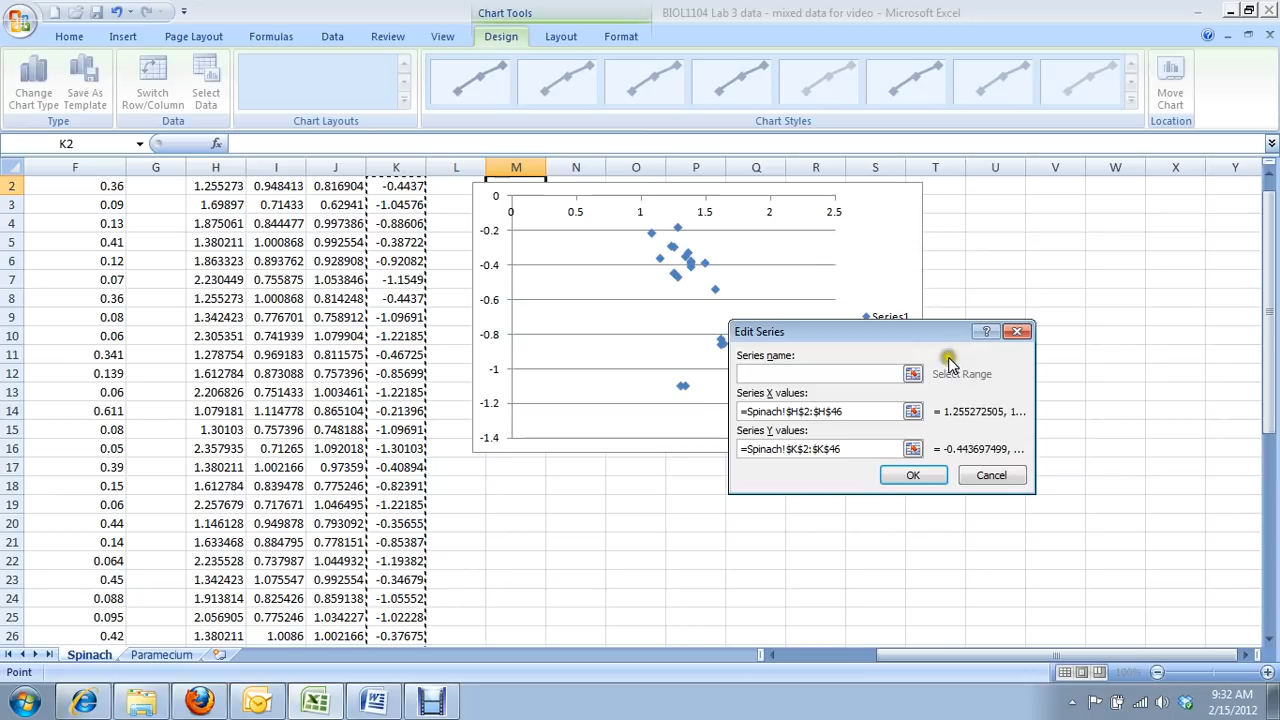 Chart Tools
BIOL1104 Lab 3 data - mixed data for video - Microsoft Excel
Home Insert Page Layout Formulas Data Review View Design Layout Format
Change Chart Type
Save As Template
Switch Row/Column
Select Data
Move Chart
Type Data Chart Layouts Chart Styles Location
K2 fx
F G H I J K L M N O P Q R S T U V W X Y
2 0.36 1.255273 0.948413 0.816904 -0.4437
3 0.09 1.69897 0.71433 0.62941 -1.04576
4 0.13 1.875061 0.844477 0.997386 -0.88606
5 0.41 1.380211 1.000868 0.992554 -0.38722
6 0.12 1.863323 0.893762 0.928908 -0.92082
7 0.07 2.230449 0.755875 1.053846 -1.1549
8 0.36 1.255273 1.000868 0.814248 -0.4437
9 0.08 1.342423 0.776701 0.758912 -1.09691
10 0.06 2.305351 0.741939 1.079904 -1.22185
11 0.341 1.278754 0.969183 0.811575 -0.46725
12 0.139 1.612784 0.873088 0.757396 -0.85699
13 0.06 2.206826 0.751495 1.064083 -1.22185
14 0.611 1.079181 1.114778 0.865104 -0.21396
15 0.08 1.30103 0.757396 0.748188 -1.09691
16 0.05 2.357935 0.71265 1.092018 -1.30103
17 0.39 1.380211 1.002166 0.97359 -0.40894
18 0.15 1.612784 0.839478 0.775246 -0.82391
19 0.06 2.257679 0.717671 1.046495 -1.22185
20 0.44 1.146128 0.949878 0.793092 -0.35655
21 0.14 1.633468 0.884795 0.778151 -0.85387
22 0.064 2.235528 0.737987 1.044932 -1.19382
23 0.45 1.342423 1.075547 0.992554 -0.34679
24 0.088 1.913814 0.825426 0.859138 -1.05552
25 0.095 2.056905 0.775246 1.034227 -1.02228
26 0.42 1.380211 1.0086 1.002166 -0.37675
0
0 0.5 1 1.5 2 2.5
-0.2
-0.4
-0.6
-0.8
-1
-1.2
-1.4
Series1
Edit Series
Series name:
Select Range
Series X values:
=Spinach!$H$2:$H$46 = 1.255272505, 1...
Series Y values:
=Spinach!$K$2:$K$46 = -0.443697499, ...
OK Cancel
Spinach Paramecium
Point 100%
9:32 AM
2/15/2012